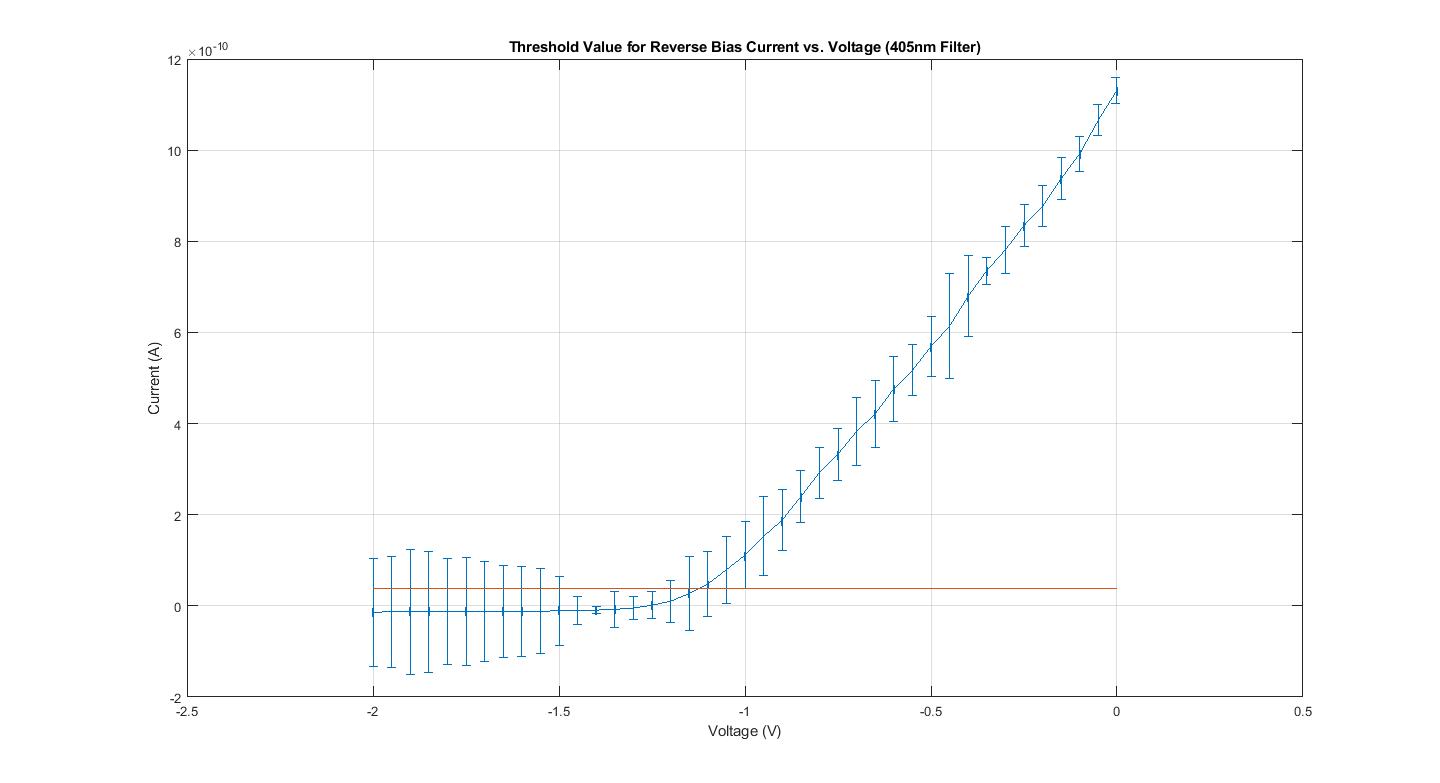 Threshold Value for Reverse Bias Current vs. Voltage (405nm Filter)
×10⁻¹⁰
12
10
8
6
4
2
0
-2
Current (A)
-2.5 -2 -1.5 -1 -0.5 0 0.5
Voltage (V)